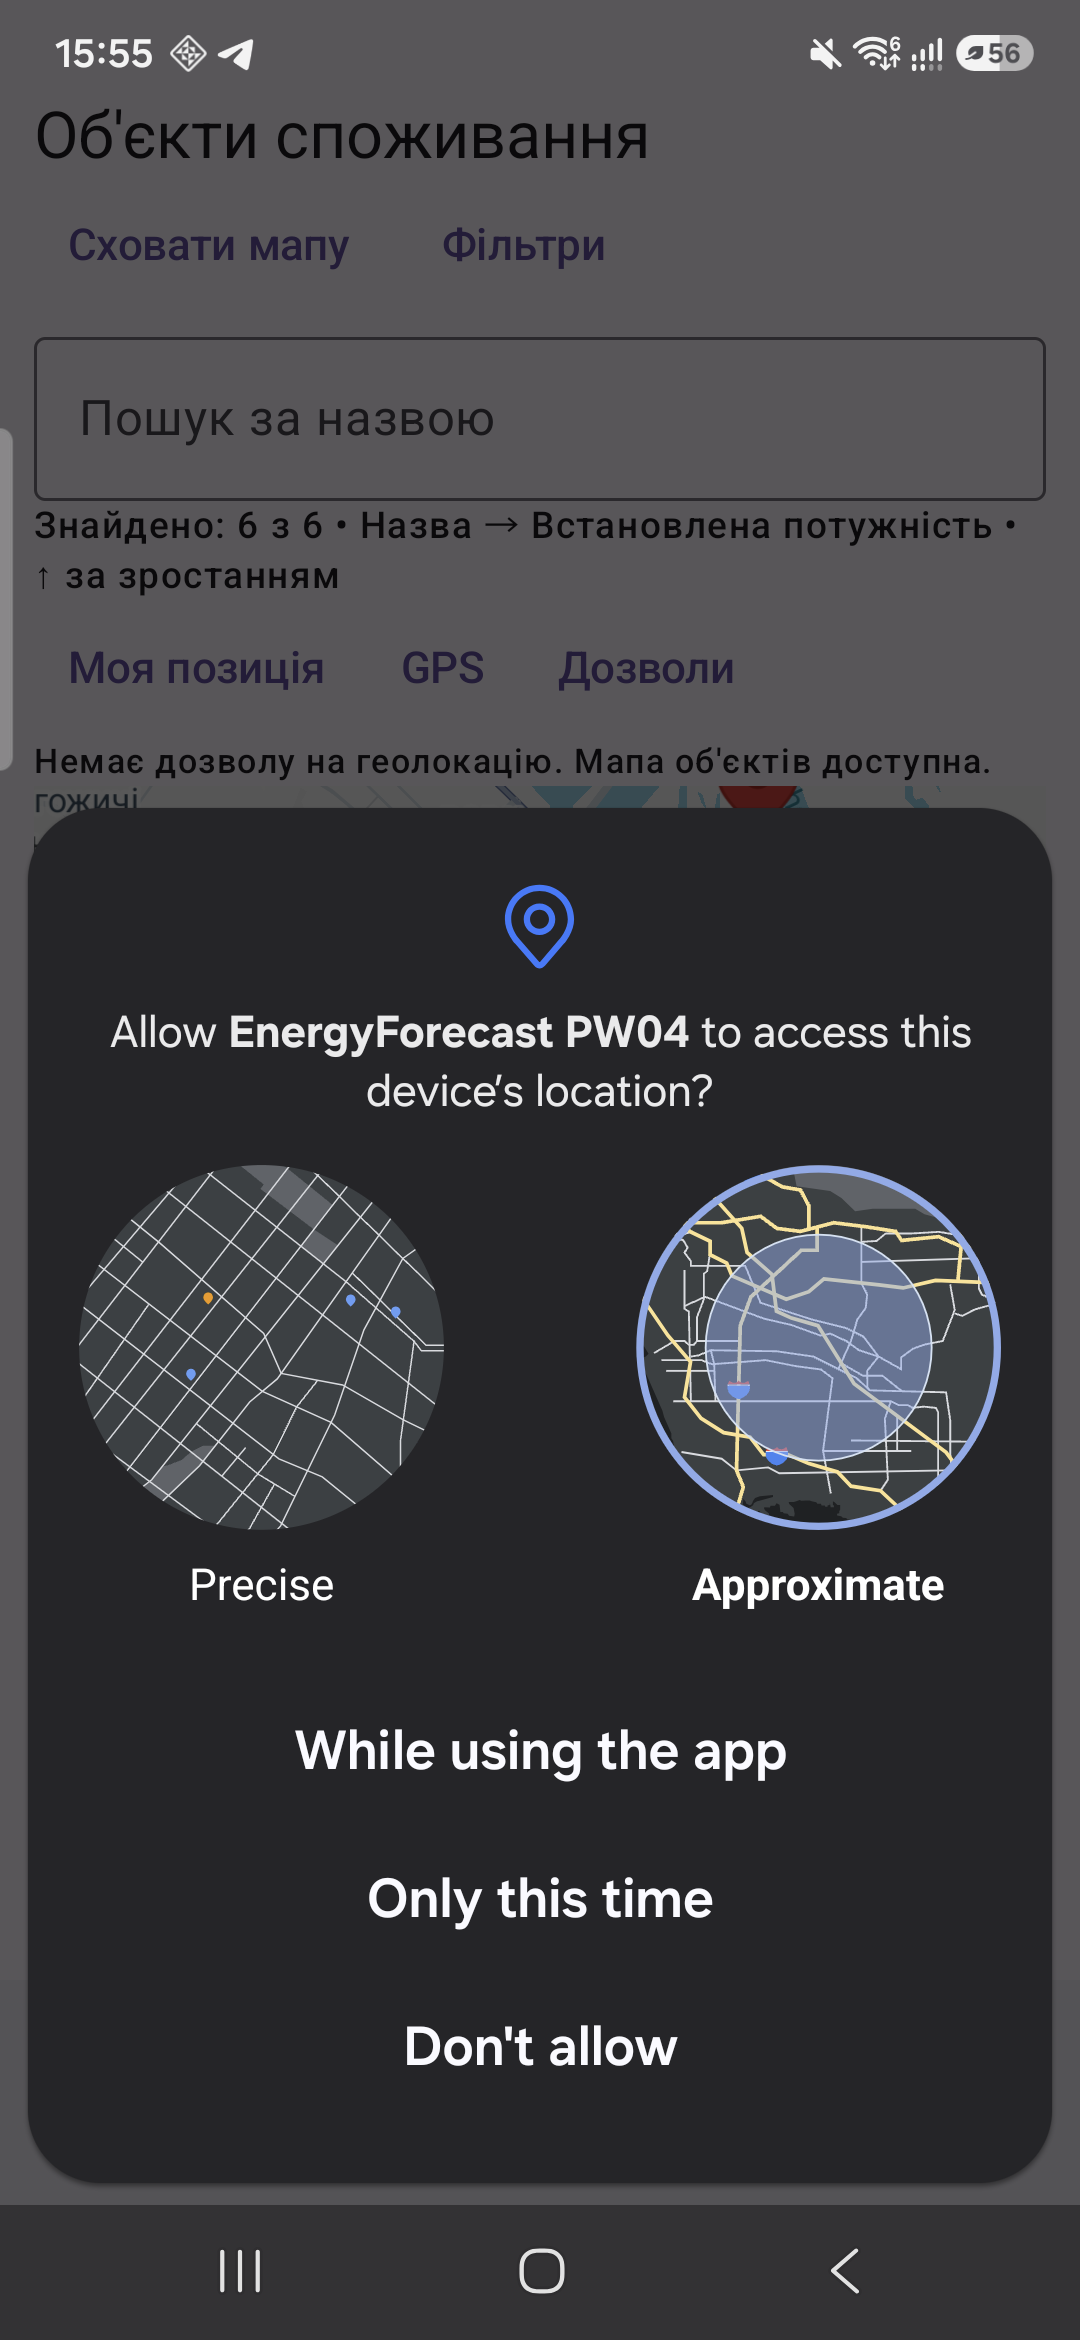 15:55 6 56
Об'єкти споживання
Сховати мапу Фільтри
Пошук за назвою
Знайдено: 6 з 6 • Назва → Встановлена потужність •
↑ за зростанням
Моя позиція GPS Дозволи
Немає дозволу на геолокацію. Мапа об'єктів доступна.
гожичі
Allow EnergyForecast PW04 to access this
device's location?
Precise Approximate
While using the app
Only this time
Don't allow